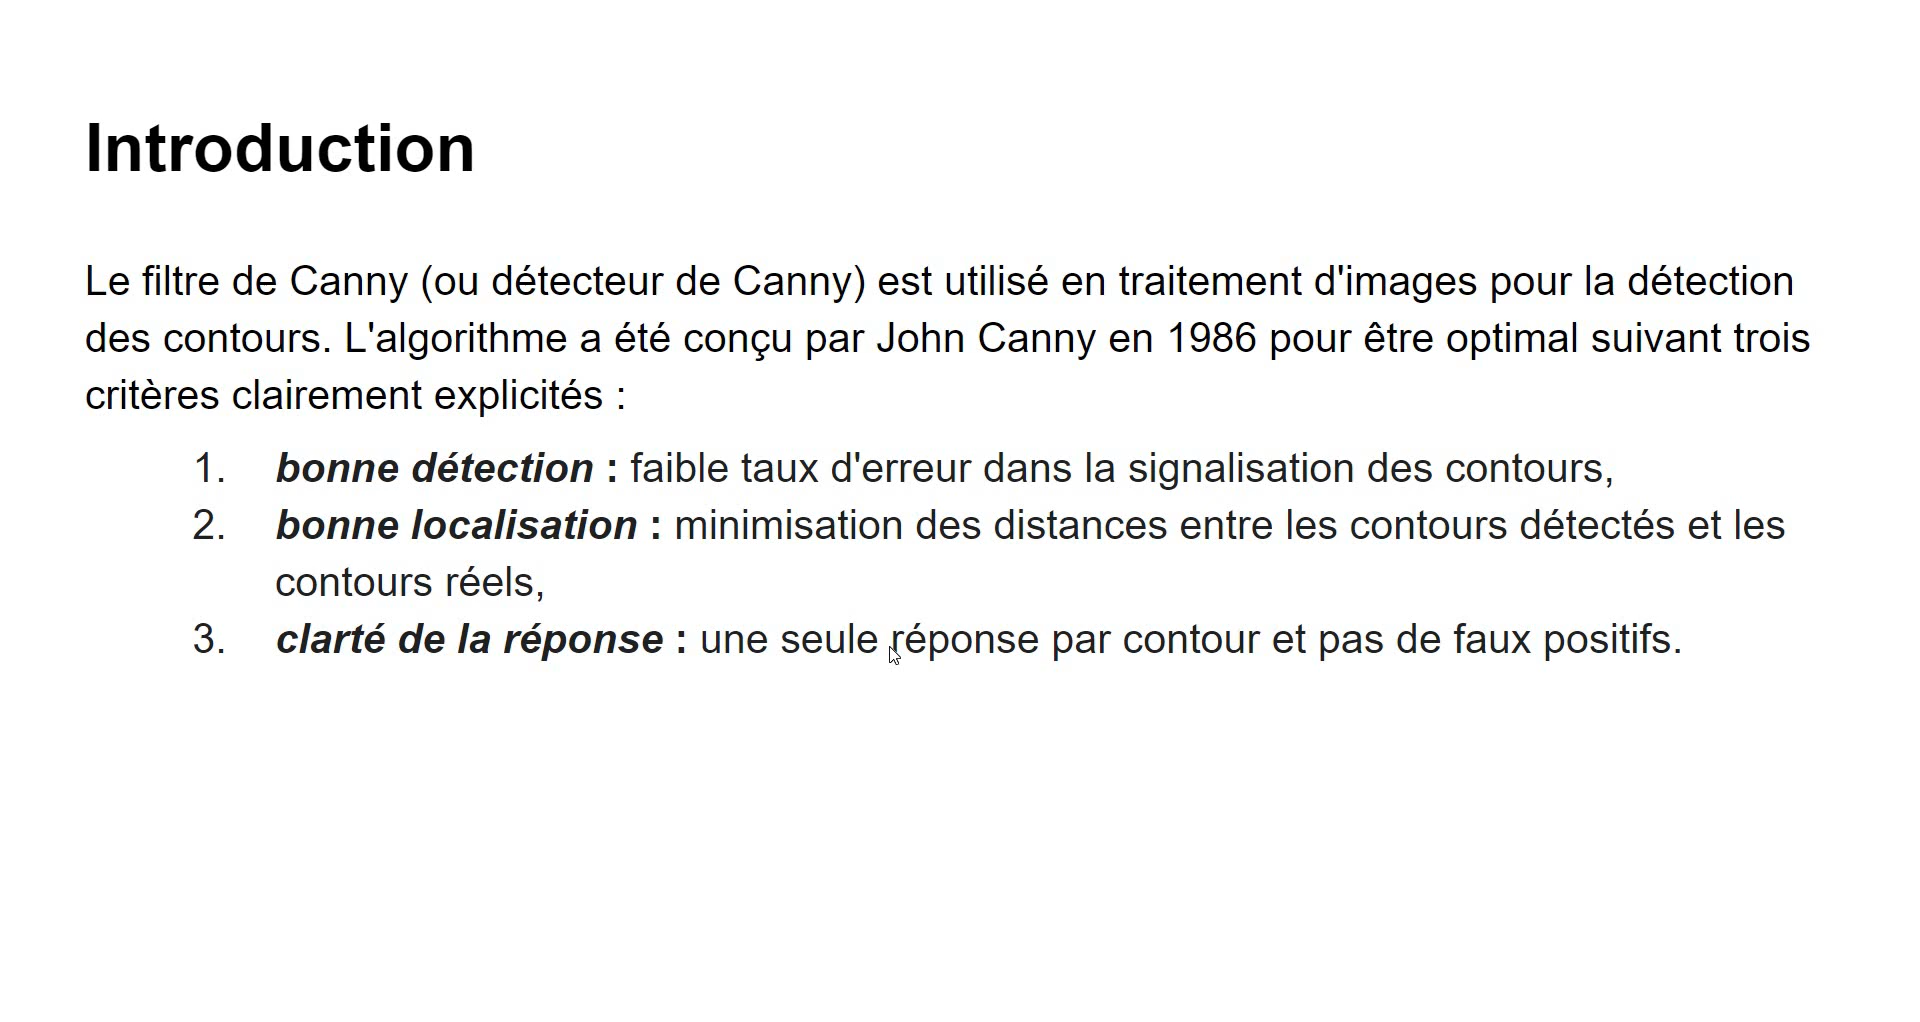 Introduction
Le filtre de Canny (ou détecteur de Canny) est utilisé en traitement d'images pour la détection
des contours. L'algorithme a été conçu par John Canny en 1986 pour être optimal suivant trois
critères clairement explicités :
1. bonne détection : faible taux d'erreur dans la signalisation des contours,
2. bonne localisation : minimisation des distances entre les contours détectés et les
contours réels,
3. clarté de la réponse : une seule réponse par contour et pas de faux positifs.